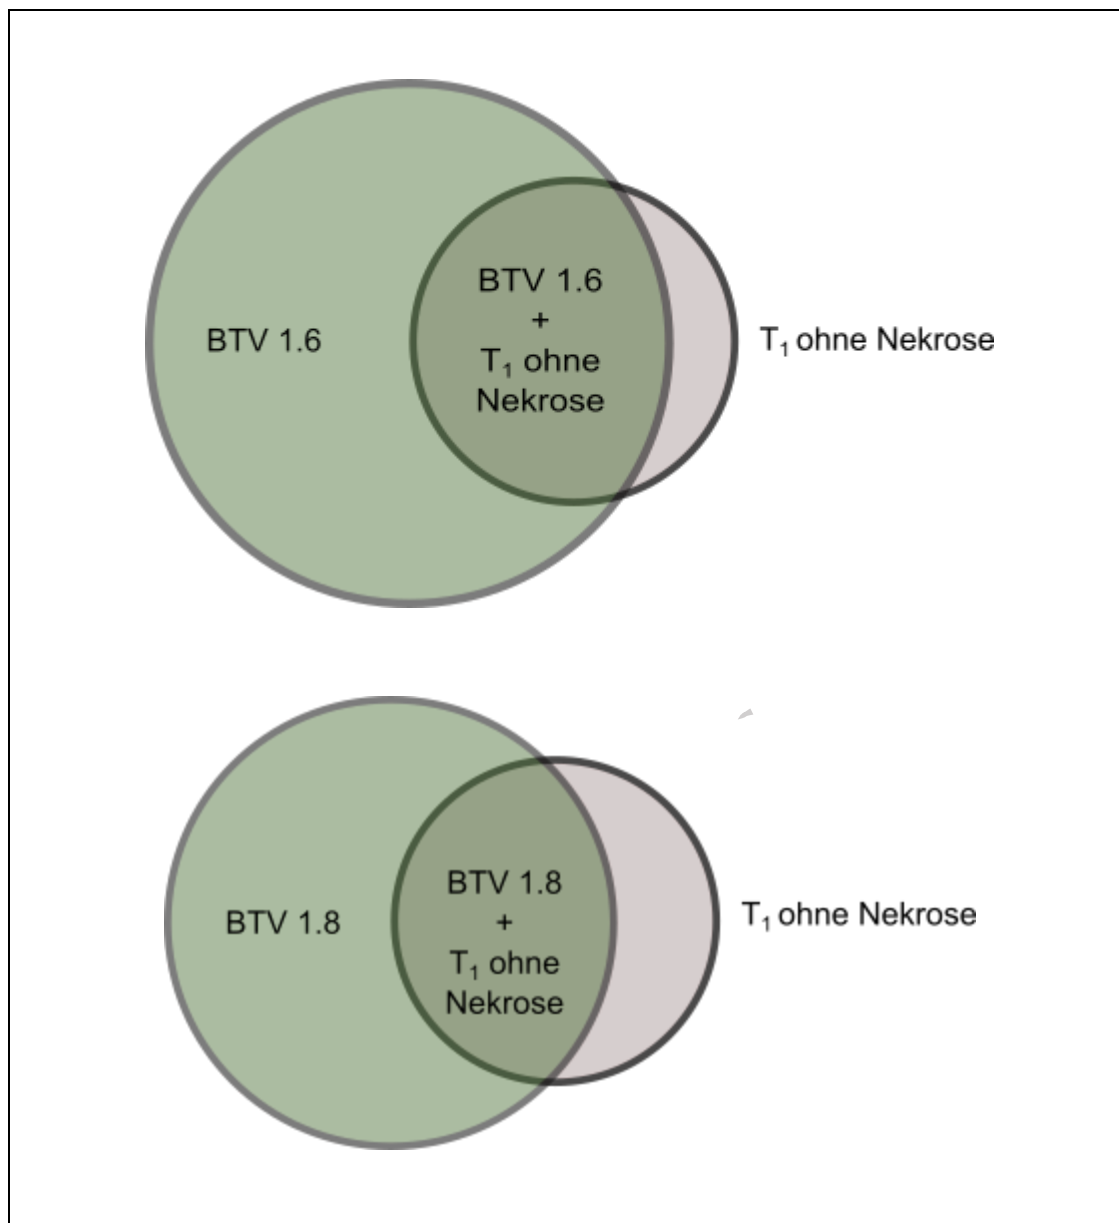 BTV 1.6
BTV 1.6
+
T₁ ohne
Nekrose
T₁ ohne Nekrose
BTV 1.8
BTV 1.8
+
T₁ ohne
Nekrose
T₁ ohne Nekrose